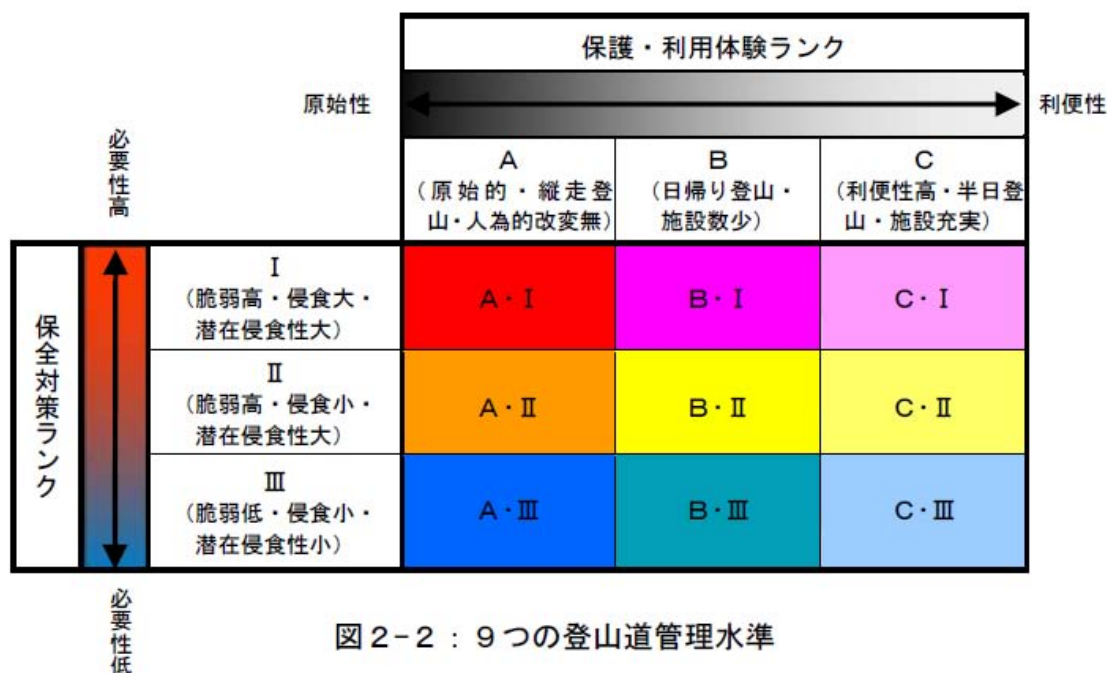 保護・利用体験ランク
原始性
利便性
必要性高
A
(原始的・縦走登
山・人為的改変無)
B
(日帰り登山・
施設数少)
C
(利便性高・半日登
山・施設充実)
保全対策ランク
Ⅰ
(脆弱高・侵食大・
潜在侵食性大)
A・Ⅰ
B・Ⅰ
C・Ⅰ
Ⅱ
(脆弱高・侵食小・
潜在侵食性大)
A・Ⅱ
B・Ⅱ
C・Ⅱ
Ⅲ
(脆弱低・侵食小・
潜在侵食性小)
A・Ⅲ
B・Ⅲ
C・Ⅲ
必要性低
図2-2:9つの登山道管理水準